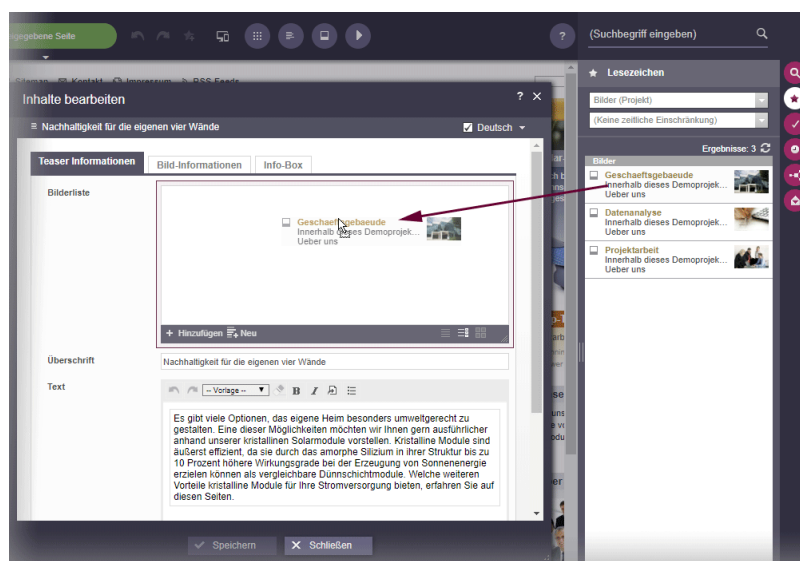 gegebene Seite
?
(Suchbegriff eingeben)
Sitemap Kontakt Impressum RSS Feeds
Lesezeichen
Inhalte bearbeiten
? ×
Bilder (Projekt)
(Keine zeitliche Einschränkung)
Nachhaltigkeit für die eigenen vier Wände
Deutsch
Ergebnisse: 3
Bilder
Teaser Informationen
Bild-Informationen
Info-Box
Geschaeftsgebaeude
Innerhalb dieses Demoprojek...
Ueber uns
Datenanalyse
Innerhalb dieses Demoprojek...
Ueber uns
Projektarbeit
Innerhalb dieses Demoprojek...
Ueber uns
Bilderliste
Geschaeftsgebaeude
Innerhalb dieses Demoprojek...
Ueber uns
+ Hinzufügen Neu
Überschrift
Nachhaltigkeit für die eigenen vier Wände
Text
-- Vorlage --
B I
Es gibt viele Optionen, das eigene Heim besonders umweltgerecht zu
gestalten. Eine dieser Möglichkeiten möchten wir Ihnen gern ausführlicher
anhand unserer kristallinen Solarmodule vorstellen. Kristalline Module sind
äußerst effizient, da sie durch das amorphe Silizium in ihrer Struktur bis zu
10 Prozent höhere Wirkungsgrade bei der Erzeugung von Sonnenenergie
erzielen können als vergleichbare Dünnschichtmodule. Welche weiteren
Vorteile kristalline Module für Ihre Stromversorgung bieten, erfahren Sie auf
diesen Seiten.
Speichern
Schließen